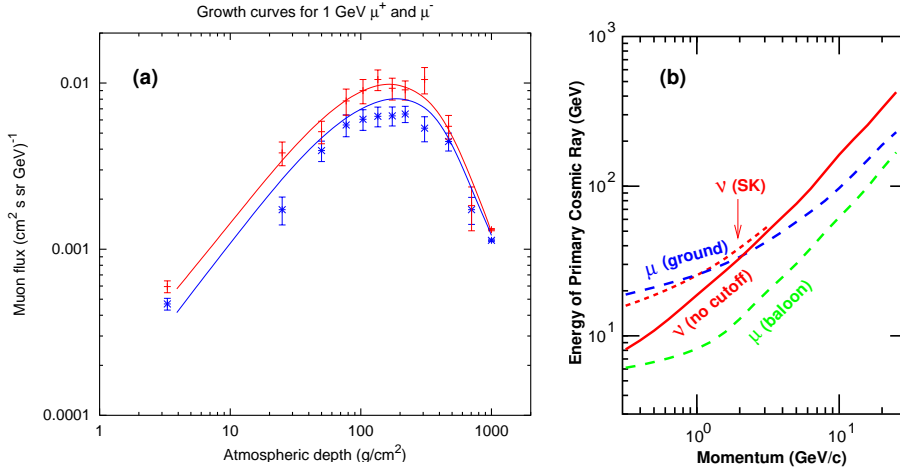 Growth curves for 1 GeV μ⁺ and μ⁻
(a)
Muon flux (cm² s sr GeV)⁻¹
0.01
0.001
0.0001
1
10
100
1000
Atmospheric depth (g/cm²)
(b)
Energy of Primary Cosmic Ray (GeV)
10³
10²
10¹
10⁰
10¹
Momentum (GeV/c)
ν (SK)
μ (ground)
ν (no cutoff)
μ (baloon)